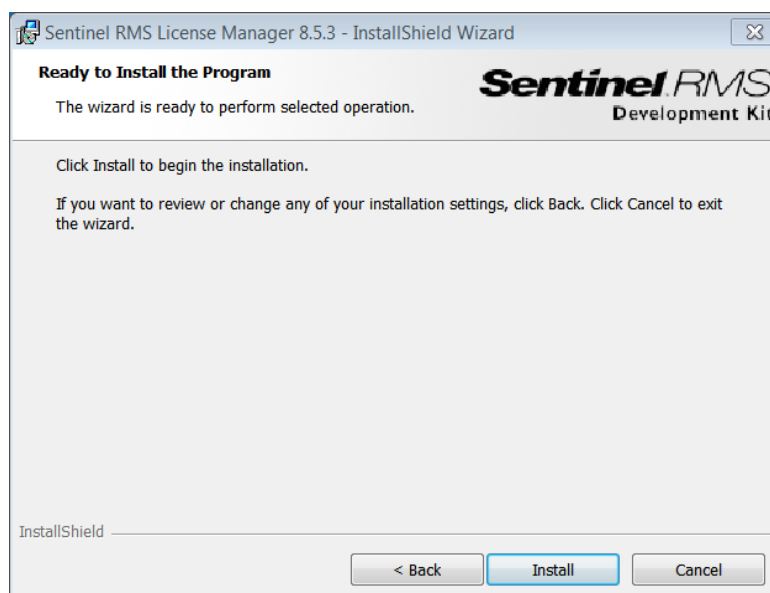 Sentinel RMS License Manager 8.5.3 - InstallShield Wizard
Ready to Install the Program
The wizard is ready to perform selected operation.
Sentinel RMS
Development Kit
Click Install to begin the installation.
If you want to review or change any of your installation settings, click Back. Click Cancel to exit
the wizard.
InstallShield
< Back
Install
Cancel